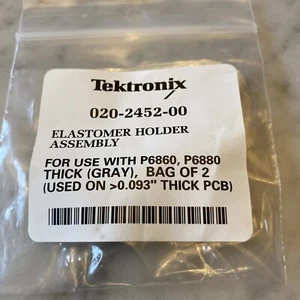 Tektronix
020-2452-00
ELASTOMER HOLDER
ASSEMBLY
FOR USE WITH P6860, P6880
THICK (GRAY), BAG OF 2
(USED ON >0.093" THICK PCB)